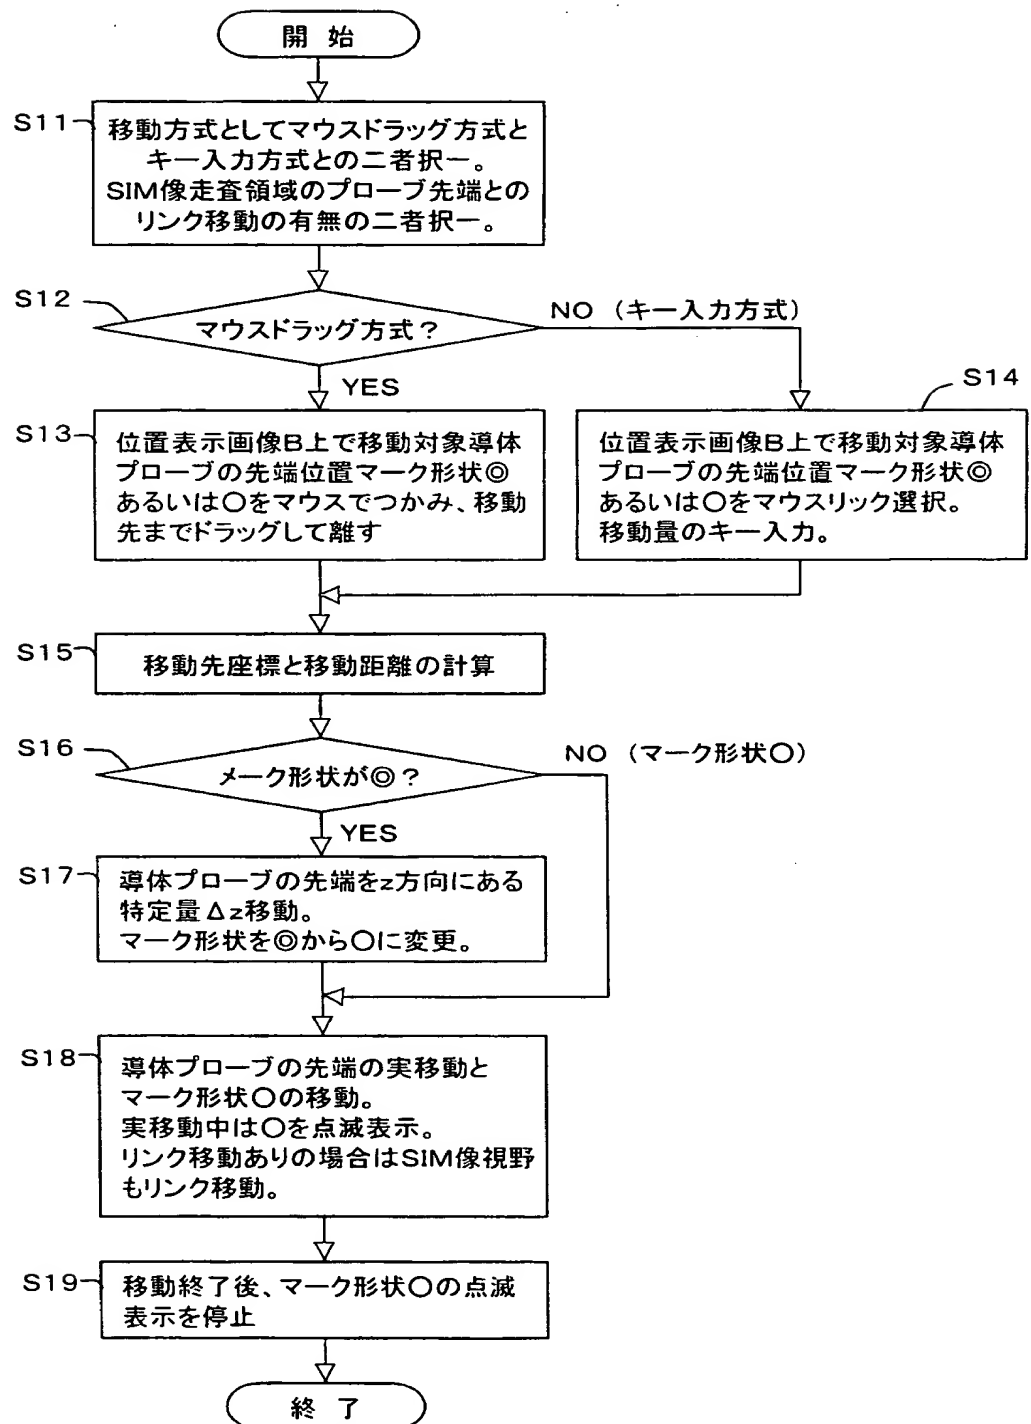 開 始
S11
移動方式としてマウスドラッグ方式と
キー入力方式との二者択一。
SIM像走査領域のプローブ先端との
リンク移動の有無の二者択一。
S12
マウスドラッグ方式？
NO （キー入力方式）
YES
S13
位置表示画像B上で移動対象導体
プローブの先端位置マーク形状◎
あるいは〇をマウスでつかみ、移動
先までドラッグして離す
S14
位置表示画像B上で移動対象導体
プローブの先端位置マーク形状◎
あるいは〇をマウスリック選択。
移動量のキー入力。
S15
移動先座標と移動距離の計算
S16
メーク形状が◎？
NO （マーク形状〇）
YES
S17
導体プローブの先端をz方向にある
特定量Δz移動。
マーク形状を◎から〇に変更。
S18
導体プローブの先端の実移動と
マーク形状〇の移動。
実移動中は〇を点滅表示。
リンク移動ありの場合はSIM像視野
もリンク移動。
S19
移動終了後、マーク形状〇の点滅
表示を停止
終 了